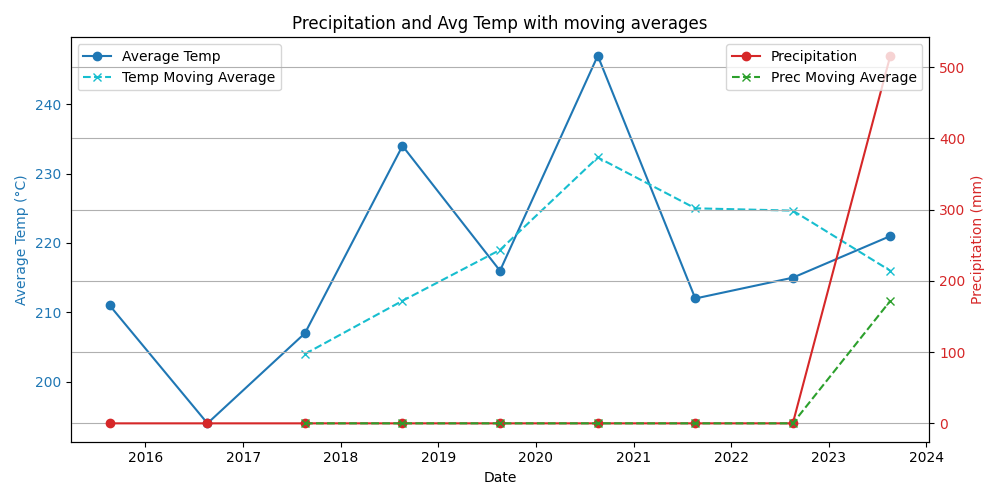 Precipitation and Avg Temp with moving averages
Average Temp
Temp Moving Average
Precipitation
Prec Moving Average
Average Temp (°C)
240
230
220
210
200
500
400
300
200
100
0
Precipitation (mm)
2016 2017 2018 2019 2020 2021 2022 2023 2024
Date